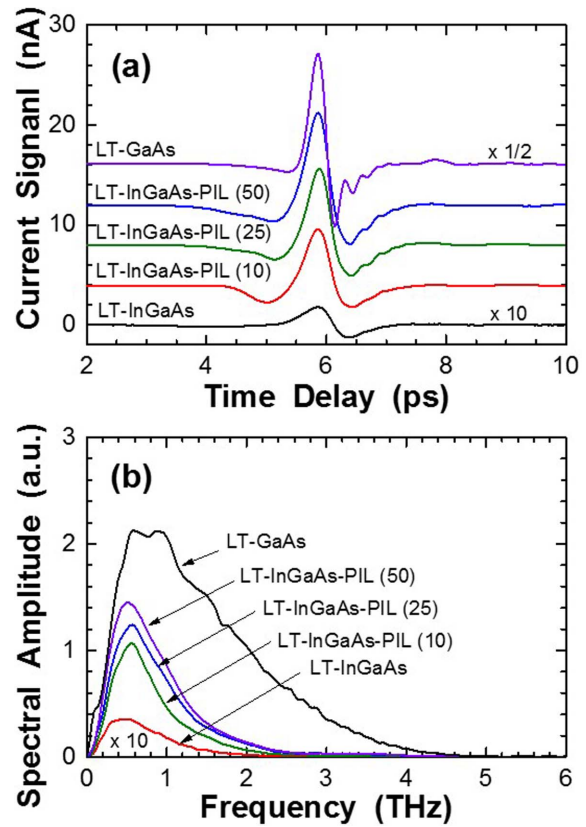 30
(a)
LT-GaAs
x 1/2
20
LT-InGaAs-PIL (50)
LT-InGaAs-PIL (25)
10
LT-InGaAs-PIL (10)
LT-InGaAs
x 10
0
Current Signanl (nA)
2 4 6 8 10
Time Delay (ps)
3
(b)
LT-GaAs
2
LT-InGaAs-PIL (50)
LT-InGaAs-PIL (25)
LT-InGaAs-PIL (10)
1
LT-InGaAs
x 10
0
Spectral Amplitude (a.u.)
0 1 2 3 4 5 6
Frequency (THz)